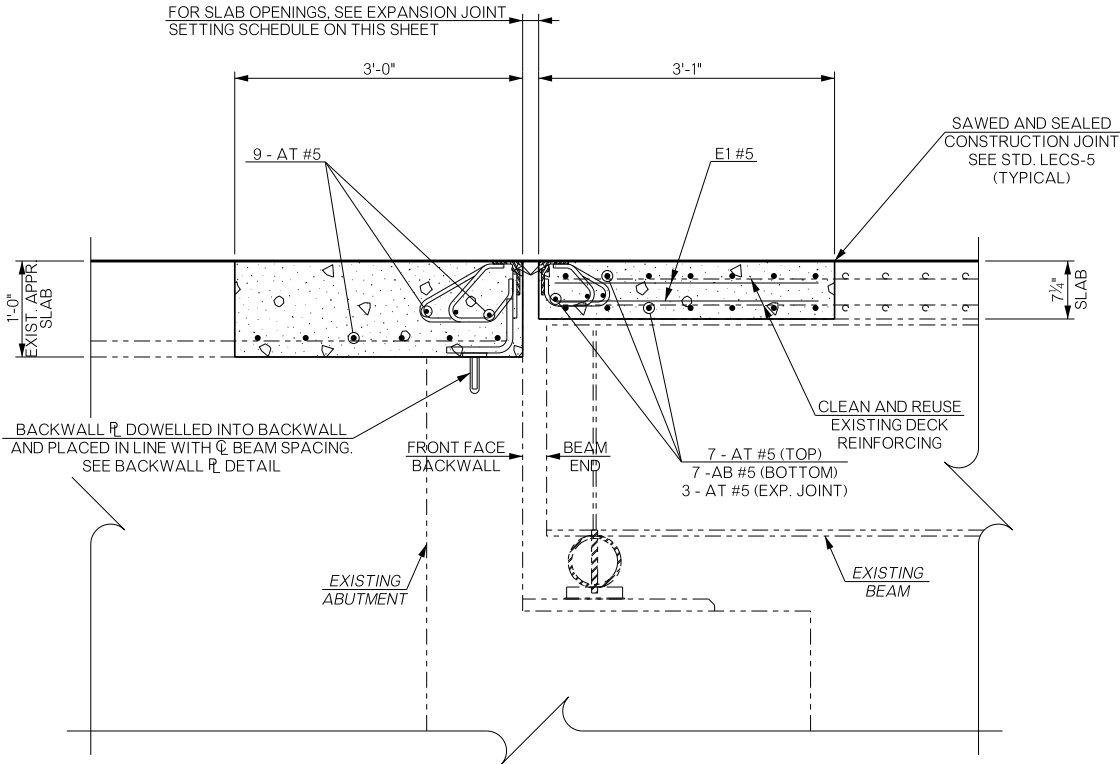 FOR SLAB OPENINGS, SEE EXPANSION JOINT
SETTING SCHEDULE ON THIS SHEET
3'-0"
3'-1"
SAWED AND SEALED
CONSTRUCTION JOINT
SEE STD. LECS-5
(TYPICAL)
9 - AT #5
E1 #5
1'-0"
EXIST. APPR.
SLAB
7¼"
SLAB
BACKWALL ⅊ DOWELLED INTO BACKWALL
AND PLACED IN LINE WITH ℄ BEAM SPACING.
SEE BACKWALL ⅊ DETAIL
FRONT FACE
BACKWALL
BEAM
END
CLEAN AND REUSE
EXISTING DECK
REINFORCING
7 - AT #5 (TOP)
7 -AB #5 (BOTTOM)
3 - AT #5 (EXP. JOINT)
EXISTING
ABUTMENT
EXISTING
BEAM